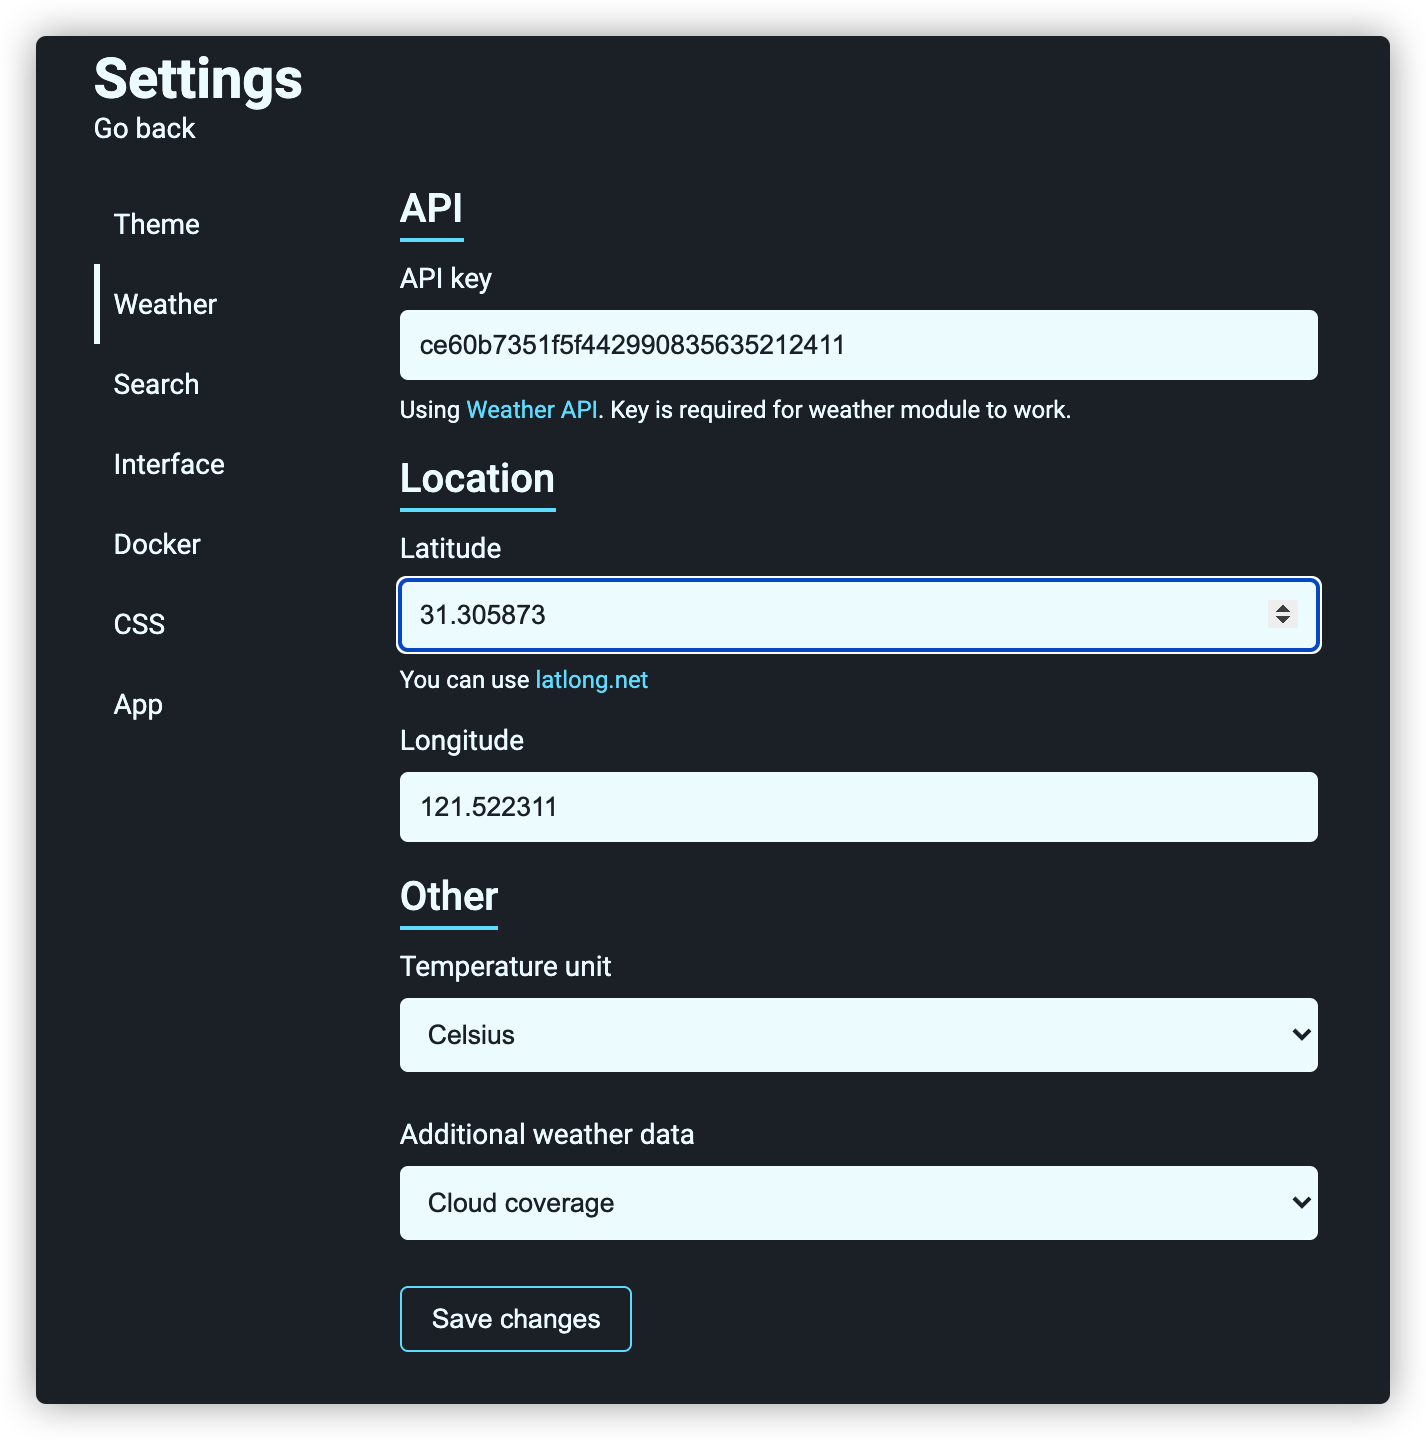 Settings
Go back
Theme
Weather
Search
Interface
Docker
CSS
App
API
API key
ce60b7351f5f442990835635212411
Using Weather API. Key is required for weather module to work.
Location
Latitude
31.305873
You can use latlong.net
Longitude
121.522311
Other
Temperature unit
Celsius
Additional weather data
Cloud coverage
Save changes